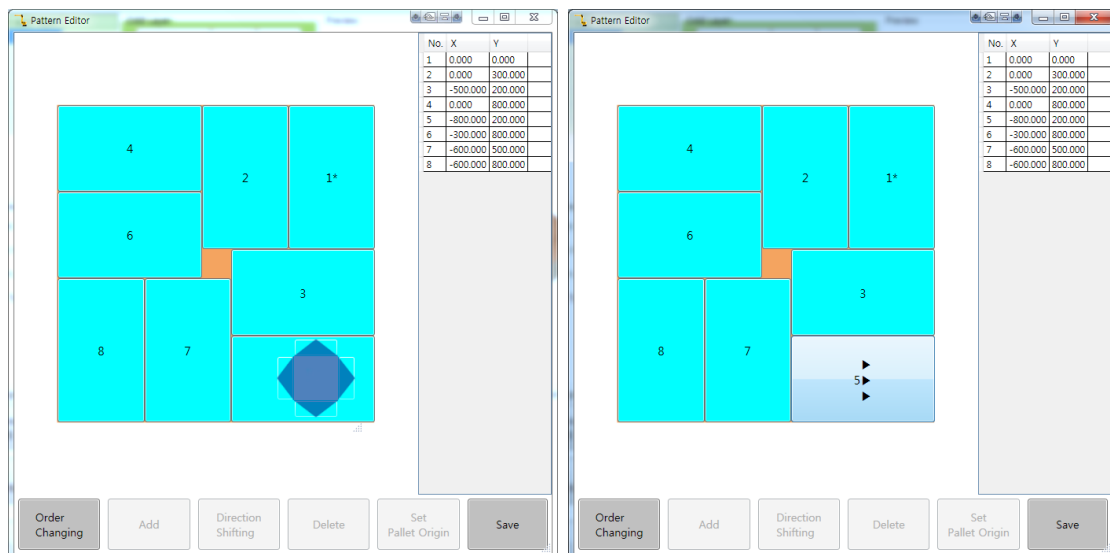 Pattern Editor
No. X Y
1 0.000 0.000
2 0.000 300.000
3 -500.000 200.000
4 0.000 800.000
5 -800.000 200.000
6 -300.000 800.000
7 -600.000 500.000
8 -600.000 800.000
4
2
1*
6
3
8
7
Order
Changing
Add
Direction
Shifting
Delete
Set
Pallet Origin
Save
Pattern Editor
No. X Y
1 0.000 0.000
2 0.000 300.000
3 -500.000 200.000
4 0.000 800.000
5 -800.000 200.000
6 -300.000 800.000
7 -600.000 500.000
8 -600.000 800.000
4
2
1*
6
3
8
7
5
Order
Changing
Add
Direction
Shifting
Delete
Set
Pallet Origin
Save